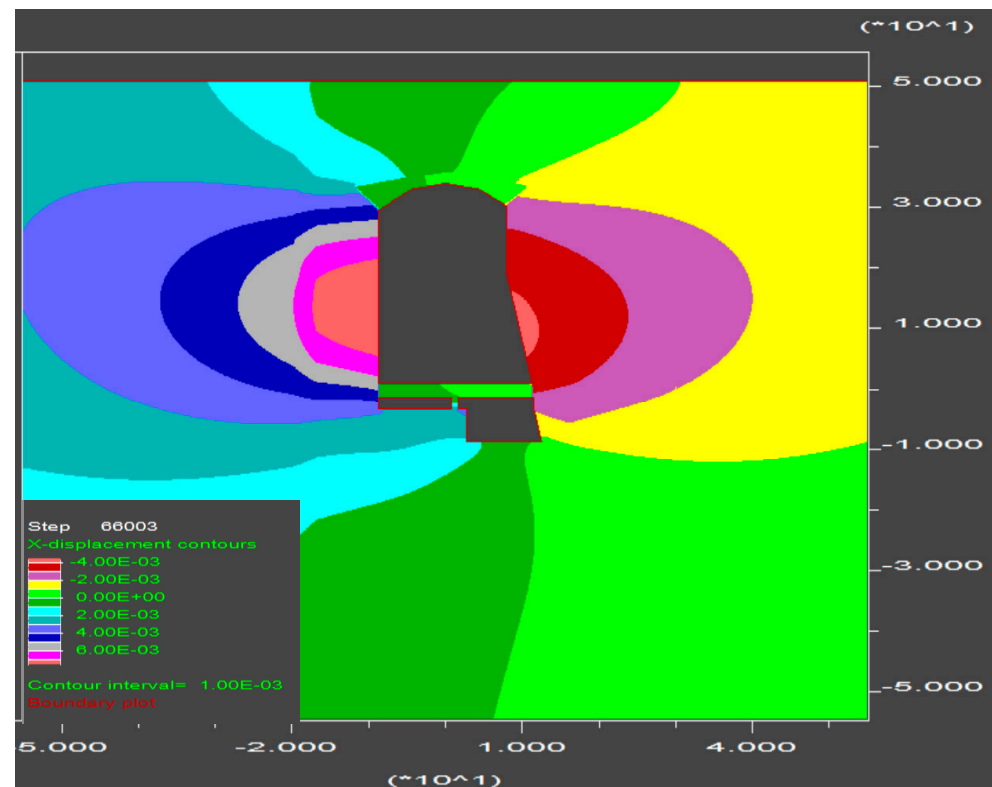 (*10^1)
5.000
3.000
1.000
-1.000
-3.000
-5.000
Step 66003
X-displacement contours
-4.00E-03
-2.00E-03
0.00E+00
2.00E-03
4.00E-03
6.00E-03
Contour interval= 1.00E-03
Boundary plot
-5.000 -2.000 1.000 4.000
(*10^1)